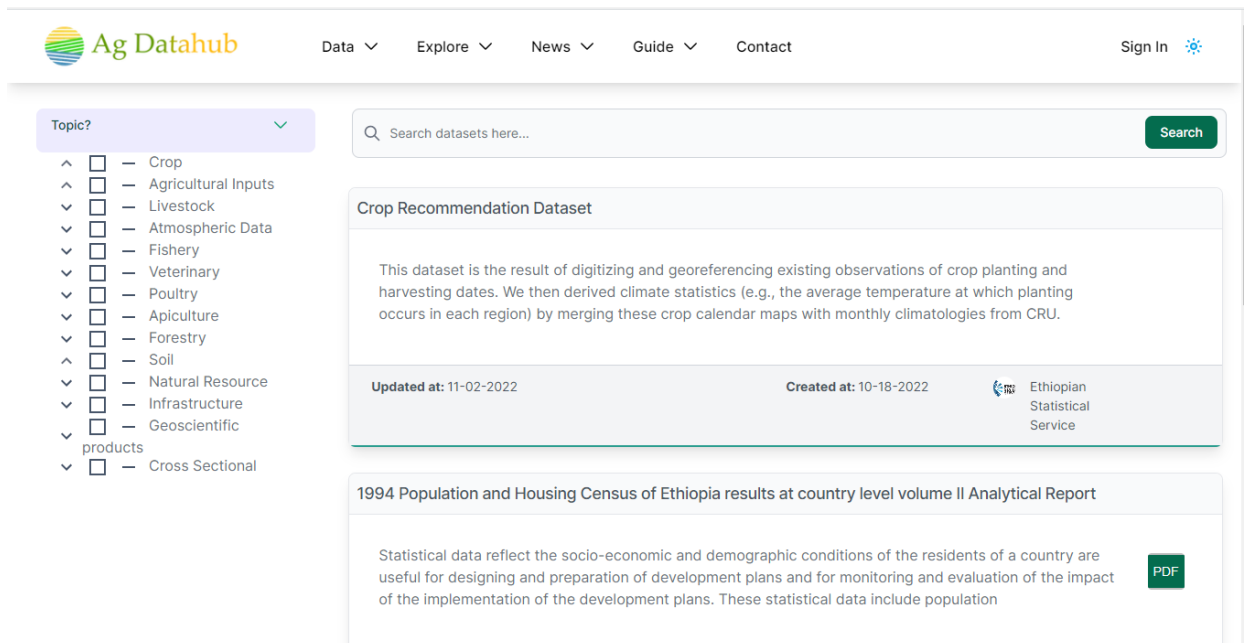 Ag Datahub
Data
Explore
News
Guide
Contact
Sign In
Topic?
Crop
Agricultural Inputs
Livestock
Atmospheric Data
Fishery
Veterinary
Poultry
Apiculture
Forestry
Soil
Natural Resource
Infrastructure
Geoscientific
products
Cross Sectional
Search datasets here...
Search
Crop Recommendation Dataset
This dataset is the result of digitizing and georeferencing existing observations of crop planting and
harvesting dates. We then derived climate statistics (e.g., the average temperature at which planting
occurs in each region) by merging these crop calendar maps with monthly climatologies from CRU.
Updated at: 11-02-2022
Created at: 10-18-2022
Ethiopian
Statistical
Service
1994 Population and Housing Census of Ethiopia results at country level volume II Analytical Report
Statistical data reflect the socio-economic and demographic conditions of the residents of a country are
useful for designing and preparation of development plans and for monitoring and evaluation of the impact
of the implementation of the development plans. These statistical data include population
PDF